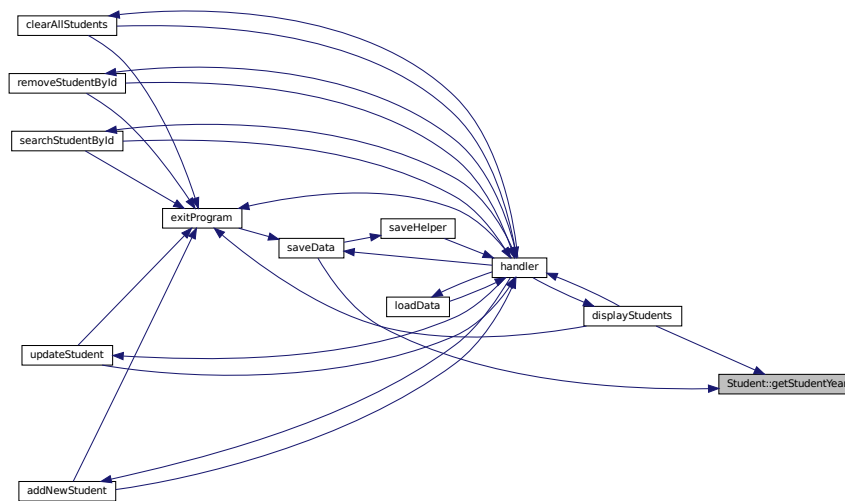 clearAllStudents
removeStudentById
searchStudentById
exitProgram
saveHelper
saveData
handler
loadData
displayStudents
updateStudent
Student::getStudentYear
addNewStudent